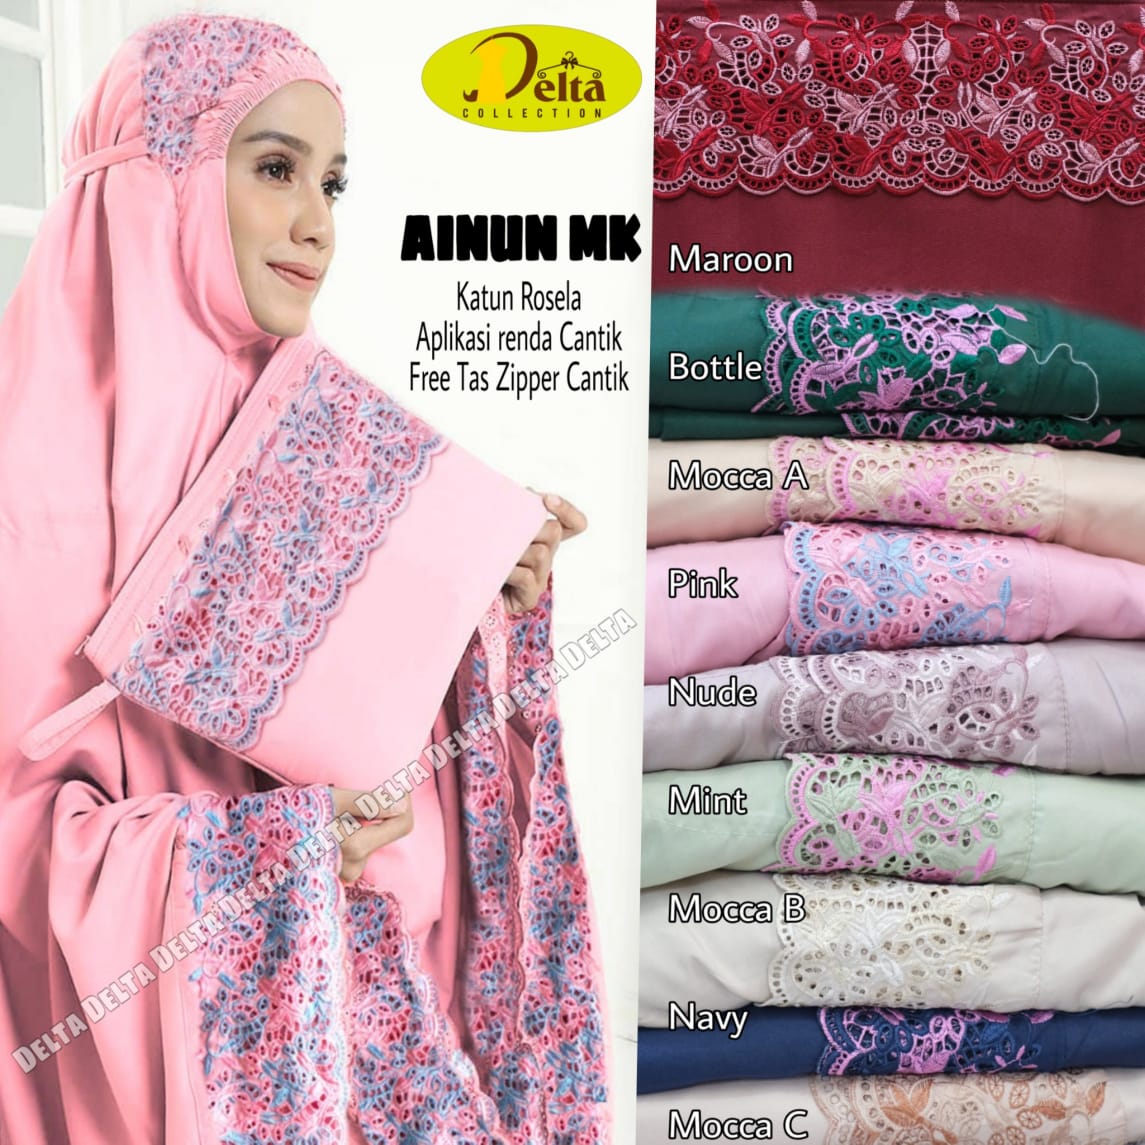 Delta
COLLECTION
AINUN MK
Katun Rosela
Aplikasi renda Cantik
Free Tas Zipper Cantik
DELTA DELTA DELTA DELTA DELTA DELTA DELTA DELTA DELTA
Maroon
Bottle
Mocca A
Pink
Nude
Mint
Mocca B
Navy
Mocca C